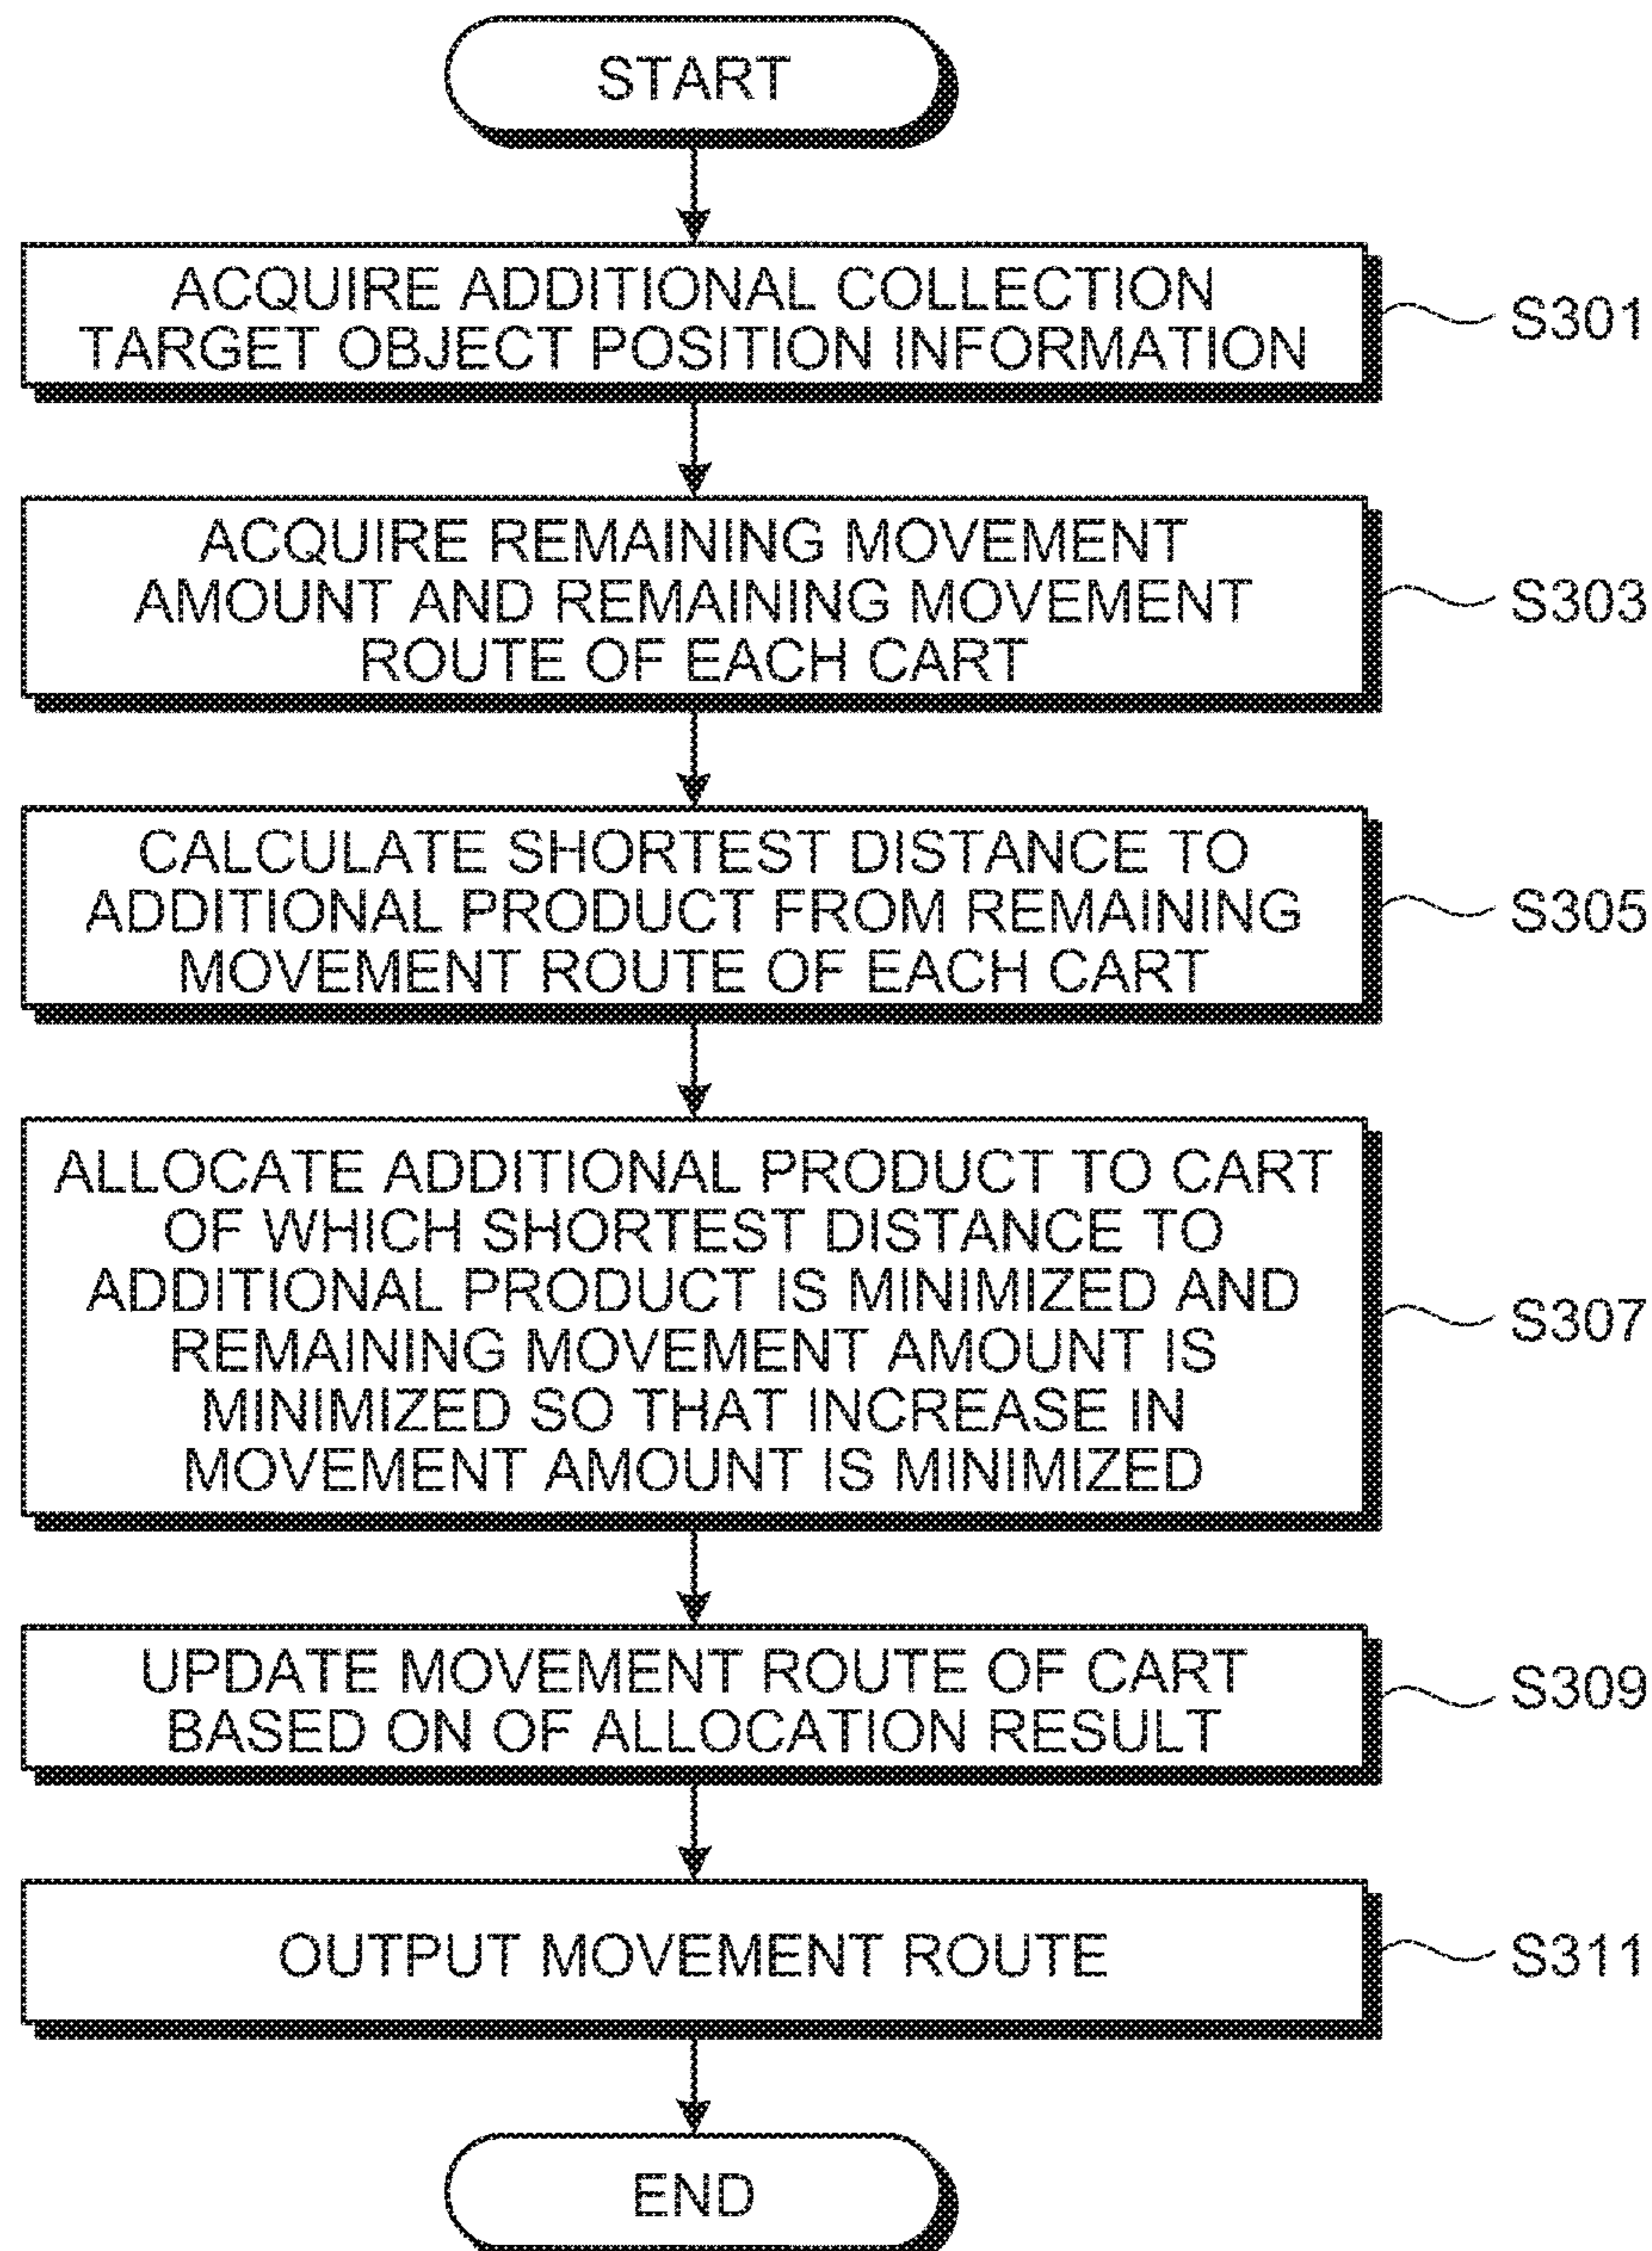 START
ACQUIRE ADDITIONAL COLLECTION
TARGET OBJECT POSITION INFORMATION
S301
ACQUIRE REMAINING MOVEMENT
AMOUNT AND REMAINING MOVEMENT
ROUTE OF EACH CART
S303
CALCULATE SHORTEST DISTANCE TO
ADDITIONAL PRODUCT FROM REMAINING
MOVEMENT ROUTE OF EACH CART
S305
ALLOCATE ADDITIONAL PRODUCT TO CART
OF WHICH SHORTEST DISTANCE TO
ADDITIONAL PRODUCT IS MINIMIZED AND
REMAINING MOVEMENT AMOUNT IS
MINIMIZED SO THAT INCREASE IN
MOVEMENT AMOUNT IS MINIMIZED
S307
UPDATE MOVEMENT ROUTE OF CART
BASED ON OF ALLOCATION RESULT
S309
OUTPUT MOVEMENT ROUTE
S311
END